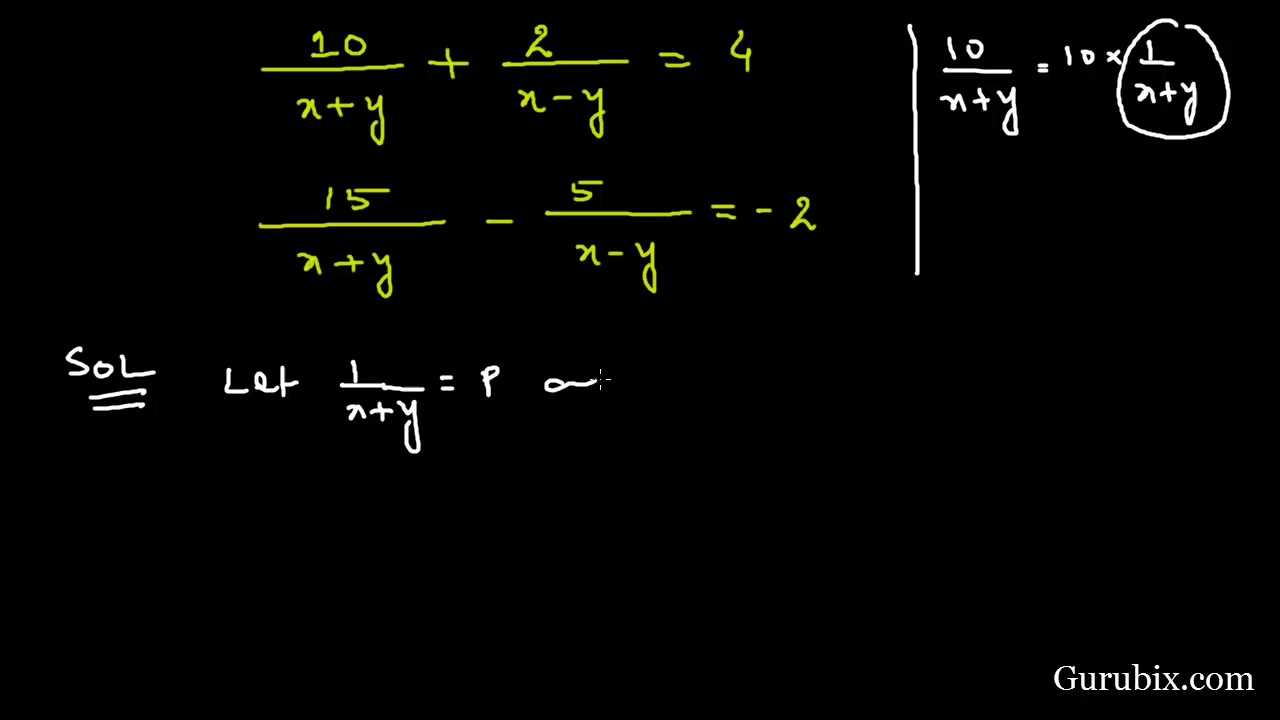 10/(x+y) + 2/(x-y) = 4
15/(x+y) - 5/(x-y) = -2
10/(x+y) = 10 × 1/(x+y)
SOL Let 1/(x+y) = P
Gurubix.com